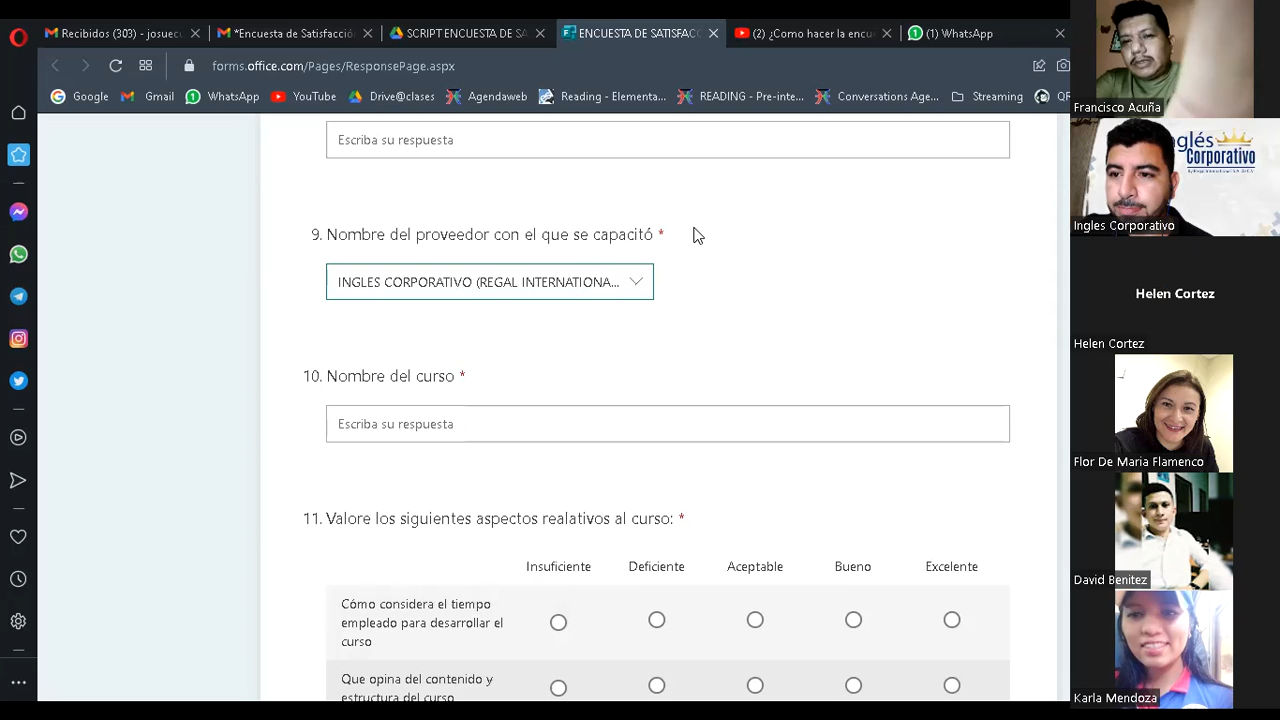 Recibidos (303) - josuecc
*Encuesta de Satisfacció
SCRIPT ENCUESTA DE SA
ENCUESTA DE SATISFACC
(2) ¿Como hacer la encue
(1) WhatsApp
forms.office.com/Pages/ResponsePage.aspx
Google
Gmail
WhatsApp
YouTube
Drive@clases
Agendaweb
Reading - Elementa...
READING - Pre-inte...
Conversations Age...
Streaming
QR
Escriba su respuesta
9. Nombre del proveedor con el que se capacitó *
INGLES CORPORATIVO (REGAL INTERNATIONA...
10. Nombre del curso *
Escriba su respuesta
11. Valore los siguientes aspectos realativos al curso: *
Insuficiente Deficiente Aceptable Bueno Excelente
Cómo considera el tiempo
empleado para desarrollar el
curso
Que opina del contenido y
estructura del curso
Francisco Acuña
nglés
Corporativo
Ingles Corporativo
Helen Cortez
Helen Cortez
Flor De Maria Flamenco
David Benitez
Karla Mendoza